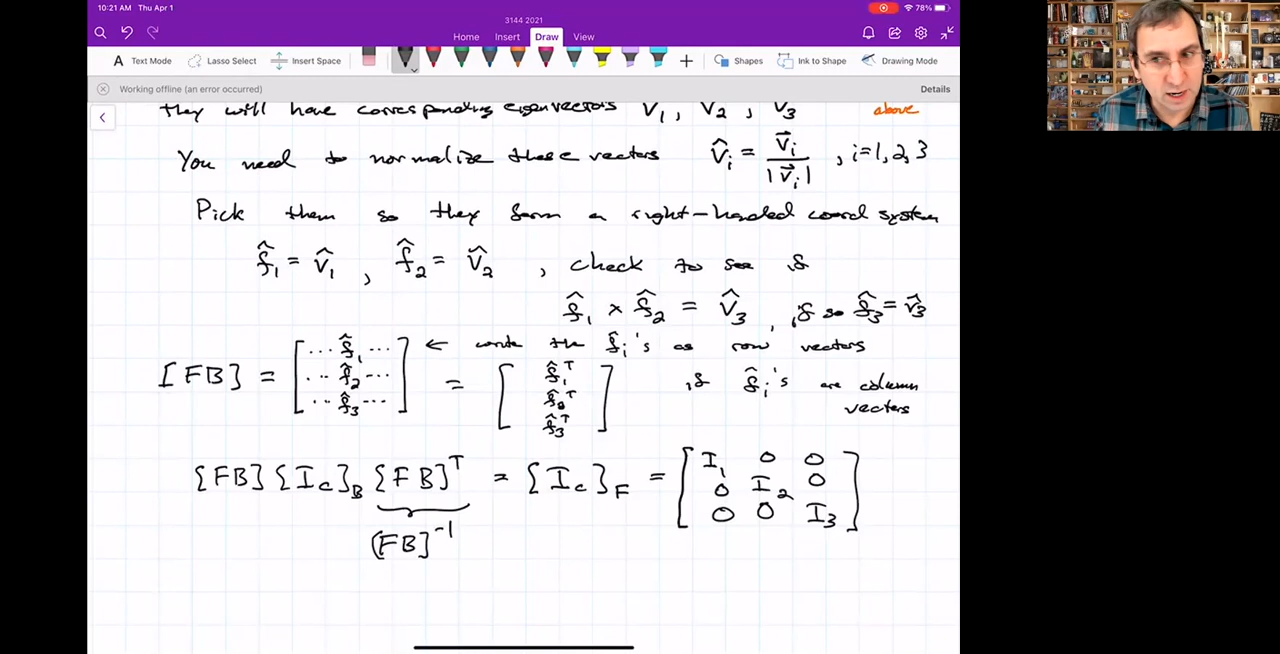 10:21 AM Thu Apr 1
78%
3144 2021
Home Insert Draw View
Text Mode Lasso Select Insert Space Shapes Ink to Shape Drawing Mode
Working offline (an error occurred) Details
They will have corresponding eigenvectors V₁, V₂, V₃ above
You need to normalize these vectors v̂ᵢ = v⃗ᵢ / |v⃗ᵢ| , i=1,2,3
Pick them so they form a right-handed coord system
f̂₁ = v̂₁ , f̂₂ = v̂₂ , check to see if
f̂₁ × f̂₂ = v̂₃ , if so f̂₃ = v̂₃
[FB] = [ ... f̂₁ ... ; ... f̂₂ ... ; ... f̂₃ ... ] ← write the f̂ᵢ's as row vectors
= [ f̂₁ᵀ ; f̂₂ᵀ ; f̂₃ᵀ ] if f̂ᵢ's are column
vectors
[FB] [I_c]_B [FB]ᵀ = [I_c]_F = [ I₁ 0 0 ; 0 I₂ 0 ; 0 0 I₃ ]
[FB]⁻¹